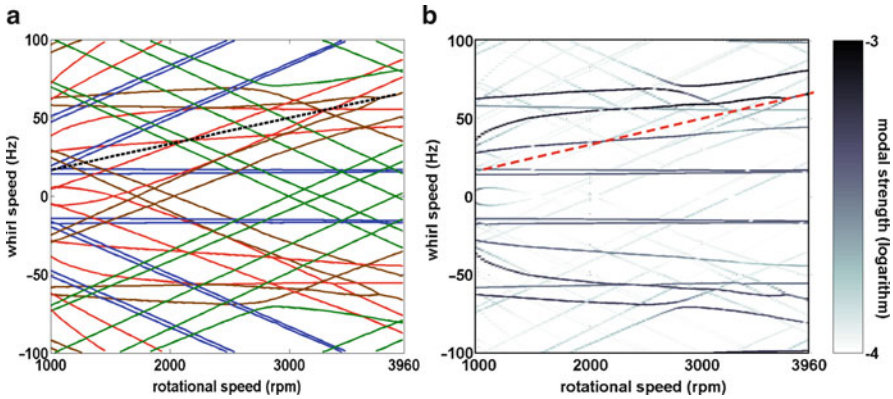 a
100
50
0
−50
−100
whirl speed (Hz)
1000
2000
3000
3960
rotational speed (rpm)
b
100
50
0
−50
−100
whirl speed (Hz)
1000
2000
3000
3960
rotational speed (rpm)
-3
-4
modal strength (logarithm)